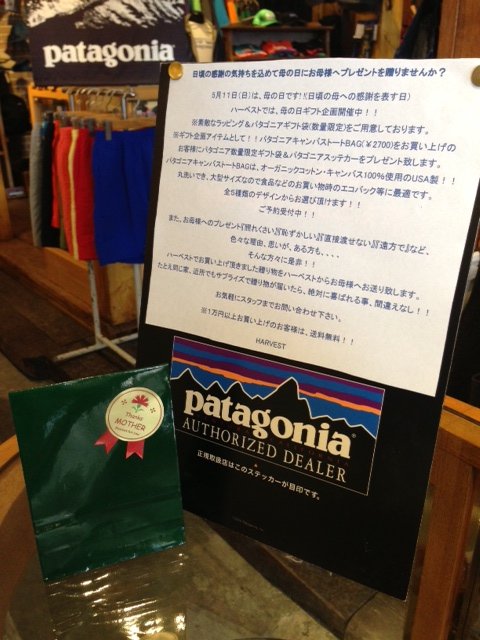 patagonia
日頃の感謝の気持ちを込めて母の日にお母様へプレゼントを贈りませんか?
5月11日(日)は、母の日です!!(日頃の母への感謝を表す日)
ハーベストでは、母の日ギフト企画開催中!!
※素敵なラッピング&パタゴニアギフト袋(数量限定)をご用意しております。
※ギフト企画アイテムとして!!パタゴニアキャンバストートBAG(¥2700)をお買い上げの
お客様にパタゴニア数量限定ギフト袋&パタゴニアステッカーをプレゼント致します。
パタゴニアキャンバストートBAGは、オーガニックコットン・キャンバス100%使用のUSA製!!
丸洗いでき、大型サイズなので食品などのお買い物時のエコバック等に最適です。
全5種類のデザインからお選び頂けます!!
ご予約受付中!!
また、お母様へのプレゼント『照れくさい』『恥ずかしい』『直接渡せない』『遠方で』など、
色々な理由、思いが、ある方も、、、、
そんな方々に是非!!
ハーベストでお買い上げ頂きました贈り物をハーベストからお母様へお送り致します。
たとえ同じ家、近所でもサプライズで贈り物が届いたら、絶対に喜ばれる事、間違えなし!!
お気軽にスタッフまでお問い合わせ下さい。
※1万円以上お買い上げのお客様は、送料無料!!
HARVEST
patagonia®
AUTHORIZED DEALER
正規取扱店はこのステッカーが目印です。
Thanks
MOTHER